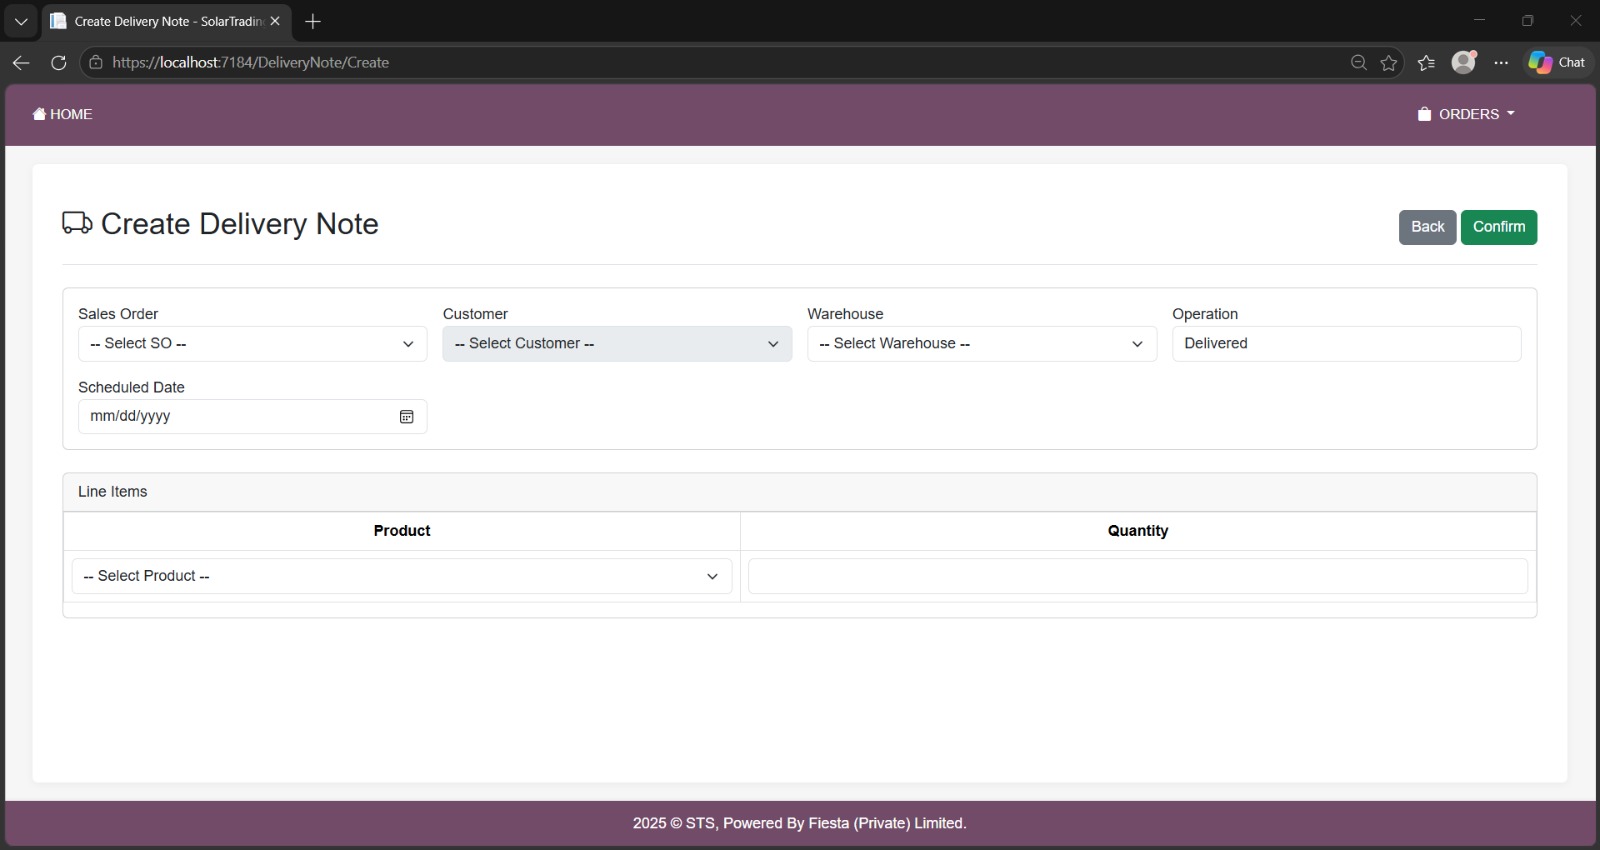 Create Delivery Note - SolarTrading
https://localhost:7184/DeliveryNote/Create
Chat
HOME
ORDERS
Create Delivery Note
Back
Confirm
Sales Order
Customer
Warehouse
Operation
-- Select SO --
-- Select Customer --
-- Select Warehouse --
Delivered
Scheduled Date
mm/dd/yyyy
Line Items
Product
Quantity
-- Select Product --
2025 © STS, Powered By Fiesta (Private) Limited.